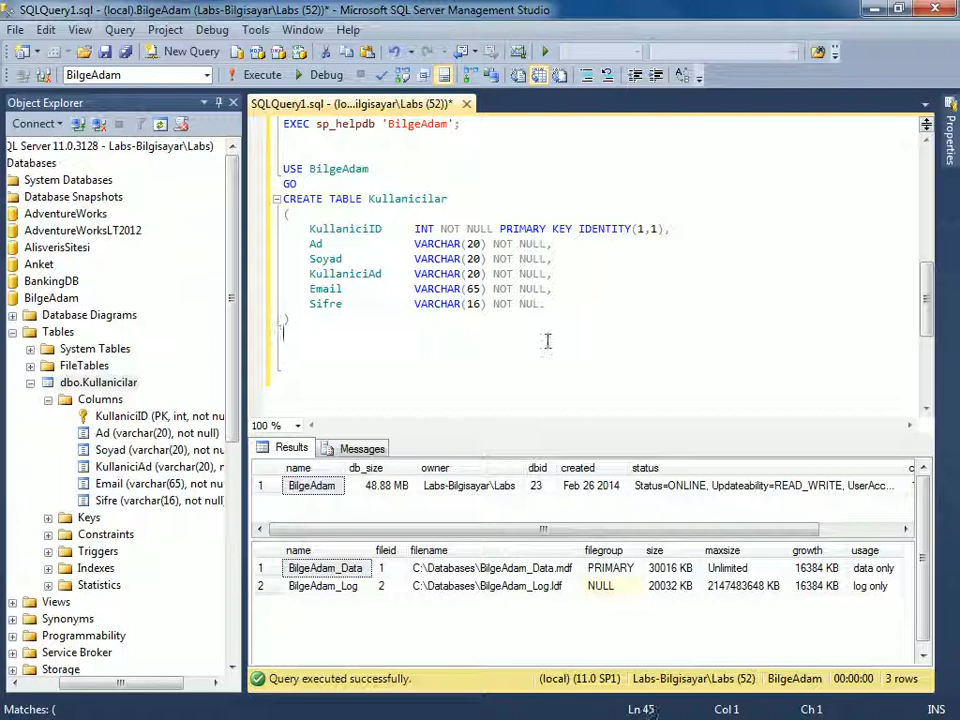 SQLQuery1.sql - (local).BilgeAdam (Labs-Bilgisayar\Labs (52))* - Microsoft SQL Server Management Studio
File Edit View Query Project Debug Tools Window Help
New Query
BilgeAdam Execute Debug
Object Explorer
Connect
QL Server 11.0.3128 - Labs-Bilgisayar\Labs)
Databases
System Databases
Database Snapshots
AdventureWorks
AdventureWorksLT2012
AlisverisSitesi
Anket
BankingDB
BilgeAdam
Database Diagrams
Tables
System Tables
FileTables
dbo.Kullanicilar
Columns
KullaniciID (PK, int, not nu
Ad (varchar(20), not null)
Soyad (varchar(20), not nu
KullaniciAd (varchar(20), n
Email (varchar(65), not nu
Sifre (varchar(16), not null
Keys
Constraints
Triggers
Indexes
Statistics
Views
Synonyms
Programmability
Service Broker
Storage
SQLQuery1.sql - (lo...ilgisayar\Labs (52))*
EXEC sp_helpdb 'BilgeAdam';
USE BilgeAdam
GO
CREATE TABLE Kullanicilar
(
KullaniciID INT NOT NULL PRIMARY KEY IDENTITY(1,1),
Ad VARCHAR(20) NOT NULL,
Soyad VARCHAR(20) NOT NULL,
KullaniciAd VARCHAR(20) NOT NULL,
Email VARCHAR(65) NOT NULL,
Sifre VARCHAR(16) NOT NULL
)
100 %
Results Messages
name db_size owner dbid created status c
1 BilgeAdam 48.88 MB Labs-Bilgisayar\Labs 23 Feb 26 2014 Status=ONLINE, Updateability=READ_WRITE, UserAcc...
name fileid filename filegroup size maxsize growth usage
1 BilgeAdam_Data 1 C:\Databases\BilgeAdam_Data.mdf PRIMARY 30016 KB Unlimited 16384 KB data only
2 BilgeAdam_Log 2 C:\Databases\BilgeAdam_Log.ldf NULL 20032 KB 2147483648 KB 16384 KB log only
Query executed successfully. (local) (11.0 SP1) Labs-Bilgisayar\Labs (52) BilgeAdam 00:00:00 3 rows
Properties
Matches: ( Ln 45 Col 1 Ch 1 INS